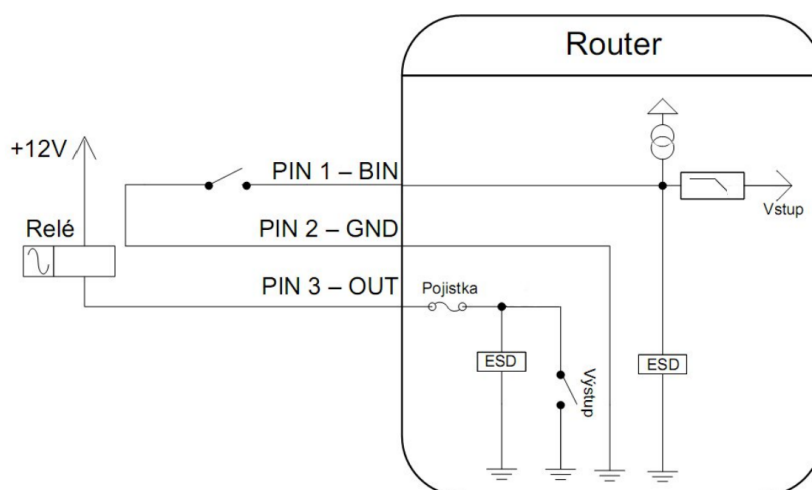 Router
+12V
PIN 1 – BIN
Vstup
Relé
PIN 2 – GND
PIN 3 – OUT
Pojistka
ESD
Výstup
ESD